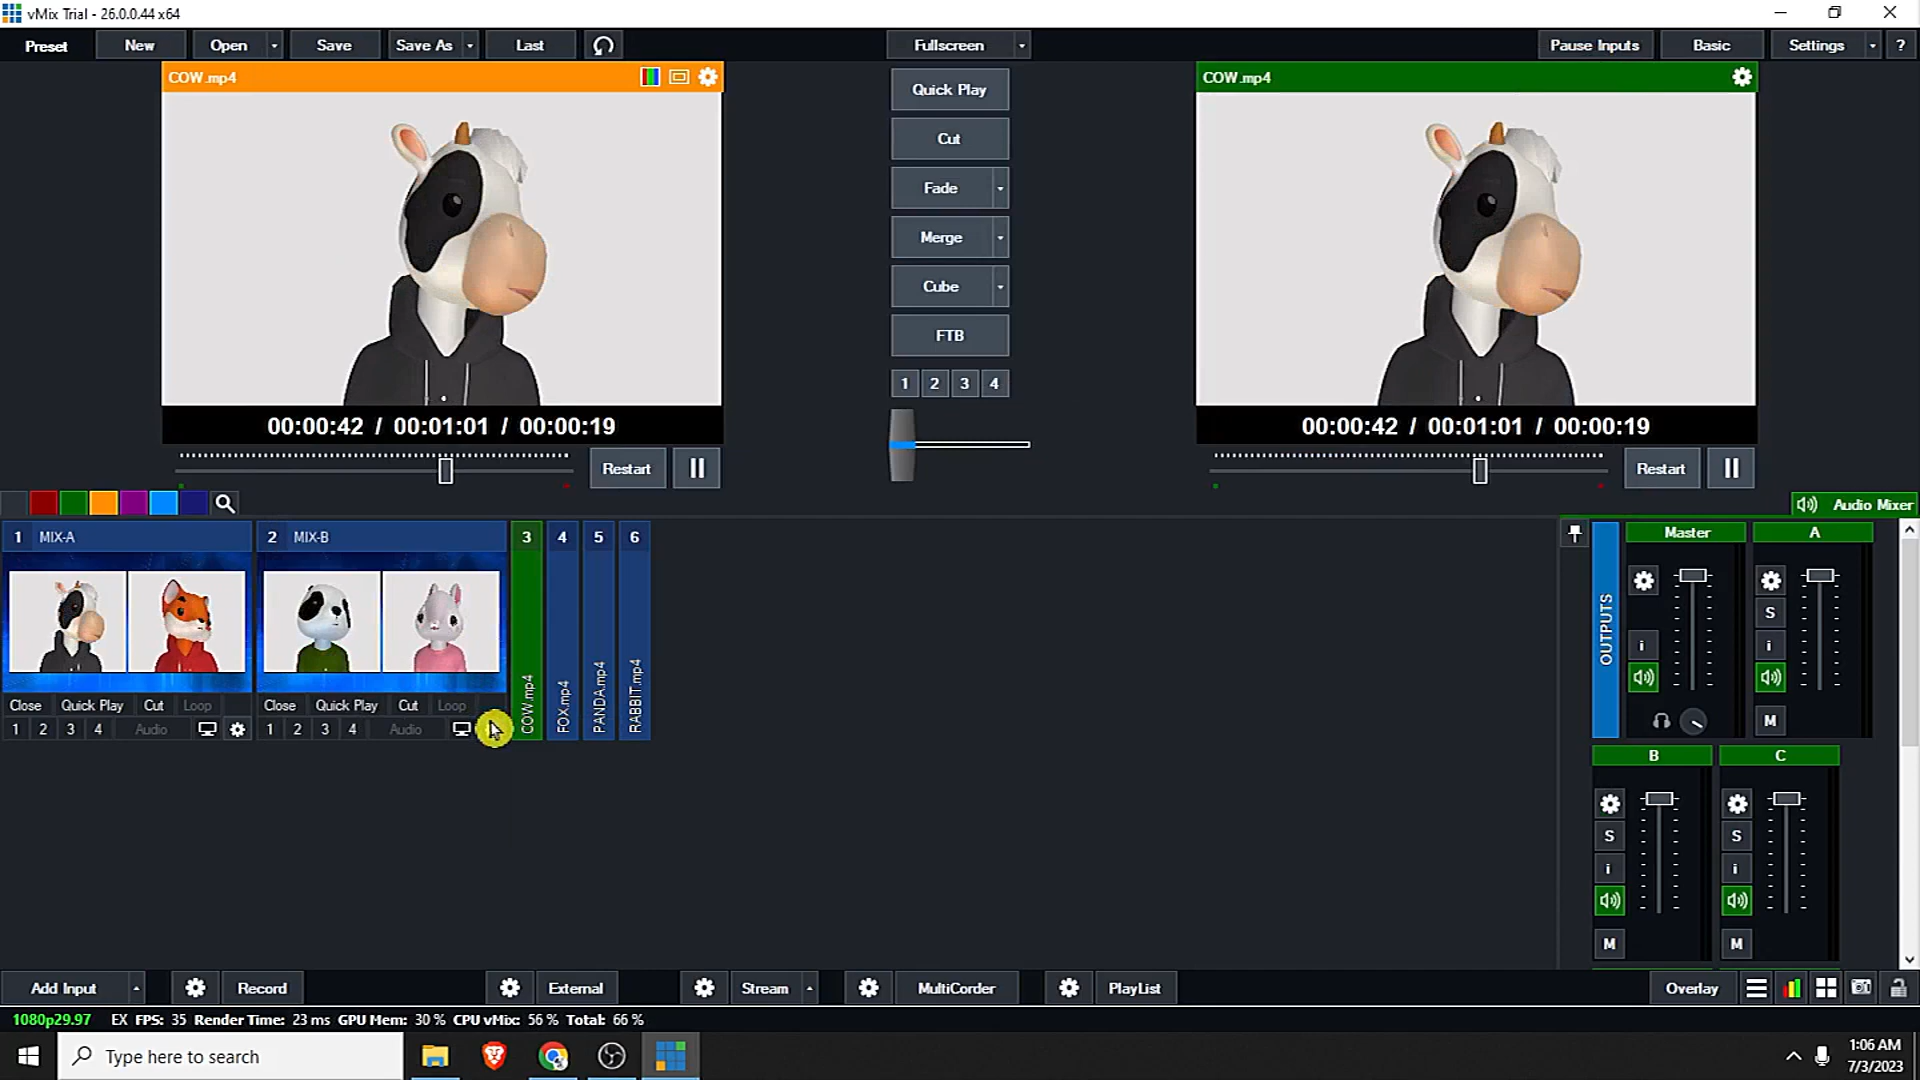 vMix Trial - 26.0.0.44 x64
Preset New Open Save Save As Last Fullscreen Pause Inputs Basic Settings ?
COW.mp4 COW.mp4
Quick Play
Cut
Fade
Merge
Cube
FTB
1 2 3 4
00:00:42 / 00:01:01 / 00:00:19 00:00:42 / 00:01:01 / 00:00:19
Restart Restart
Audio Mixer
1 MIX-A 2 MIX-B 3 4 5 6
COW.mp4
FOX.mp4
PANDA.mp4
RABBIT.mp4
Close Quick Play Cut Loop Close Quick Play Cut Loop
1 2 3 4 Audio 1 2 3 4 Audio
OUTPUTS
Master A
S
i i
M
B C
S S
i i
M M
Add Input Record External Stream MultiCorder PlayList Overlay
1080p29.97 EX FPS: 35 Render Time: 23 ms GPU Mem: 30 % CPU vMix: 56 % Total: 66 %
Type here to search
1:06 AM
7/3/2023